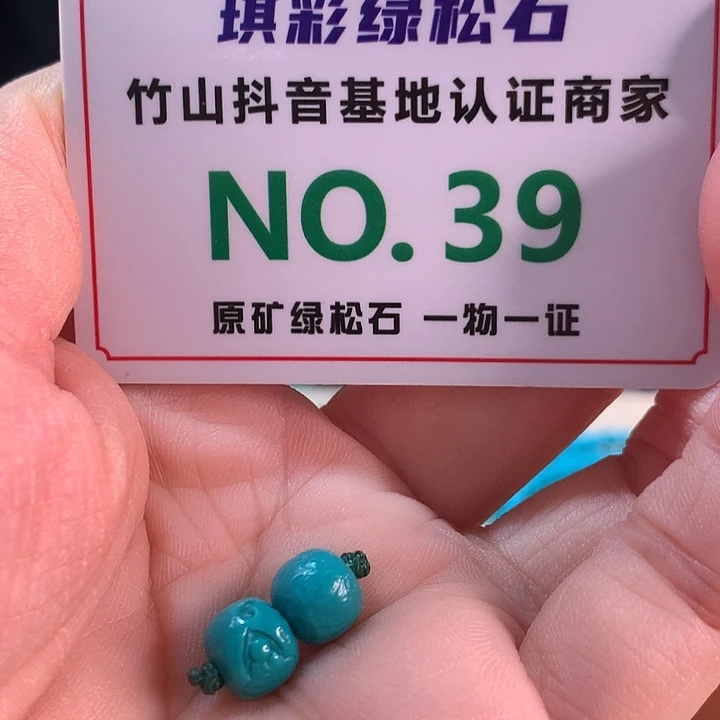 琪彩绿松石
竹山抖音基地认证商家
NO.39
原矿绿松石 一物一证